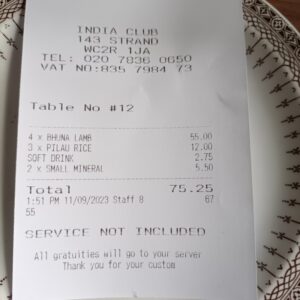 INDIA CLUB
143 STRAND
WC2R 1JA
TEL: 020 7836 0650
VAT NO:835 7984 73
Table No #12
4 x BHUNA LAMB 55.00
3 x PILAU RICE 12.00
SOFT DRINK 2.75
2 x SMALL MINERAL 5.50
Total 75.25
1:51 PM 11/09/2023 Staff 8 67
55
SERVICE NOT INCLUDED
All gratuities will go to your server
Thank you for your custom